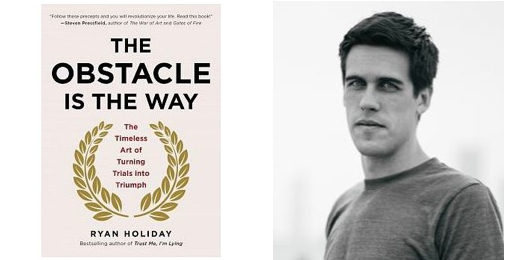 "Follow these precepts and you will revolutionize your life. Read this book!"
—Steven Pressfield, author of The War of Art and Gates of Fire
THE
OBSTACLE
IS THE WAY
The
Timeless
Art of
Turning
Trials into
Triumph
RYAN HOLIDAY
Bestselling author of Trust Me, I'm Lying